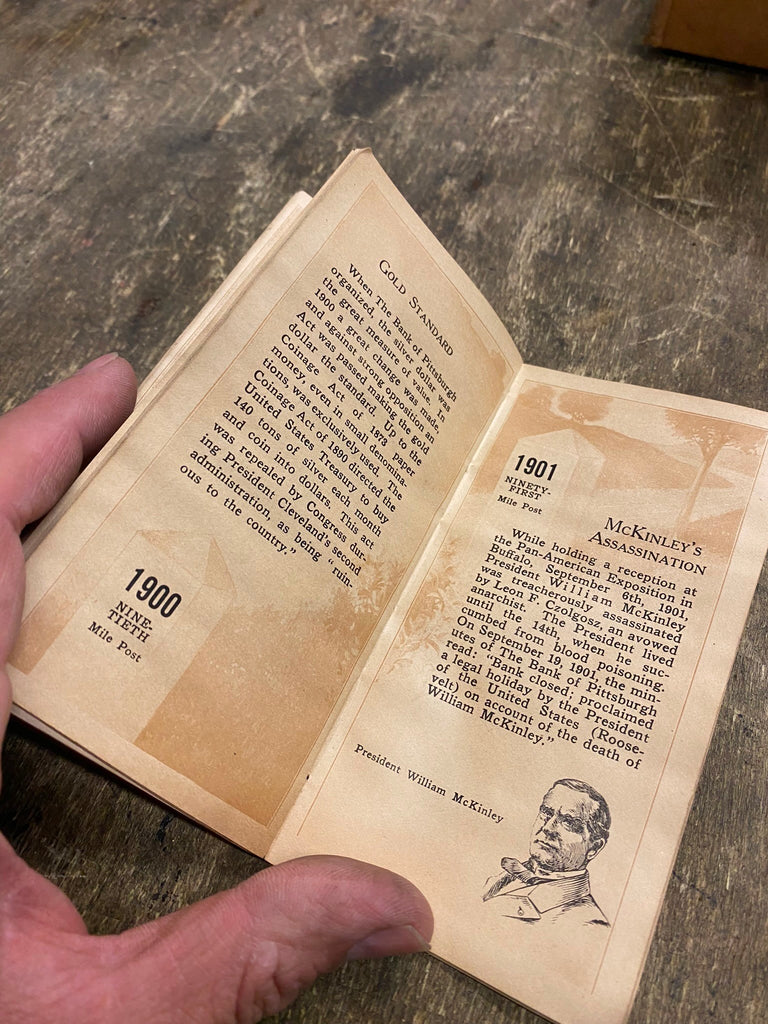 GOLD STANDARD
When The Bank of Pittsburgh
organized, the silver dollar was
the great measure of value. In
1900 a great change was made,
and against strong opposition an
Act was passed making the gold
dollar the standard. Up to the
Coinage Act of 1878 paper
money, even in small denomina-
tions, was exclusively used. The
Coinage Act of 1890 directed the
United States Treasury to buy
140 tons of silver each month
and coin into dollars. This act
was repealed by Congress dur-
ing President Cleveland's second
administration, as being "ruin-
ous to the country."
1900
NINE-
TIETH
Mile Post
1901
NINETY-
FIRST
Mile Post
MCKINLEY'S
ASSASSINATION
While holding a reception at
the Pan-American Exposition in
Buffalo, September 6th, 1901,
President William McKinley
was treacherously assassinated
by Leon F. Czolgosz, an avowed
anarchist. The President lived
until the 14th, when he suc-
cumbed from blood poisoning.
On September 19, 1901, the min-
utes of The Bank of Pittsburgh
read: "Bank closed; proclaimed
a legal holiday by the President
of the United States (Roose-
velt) on account of the death of
William McKinley."
President William McKinley